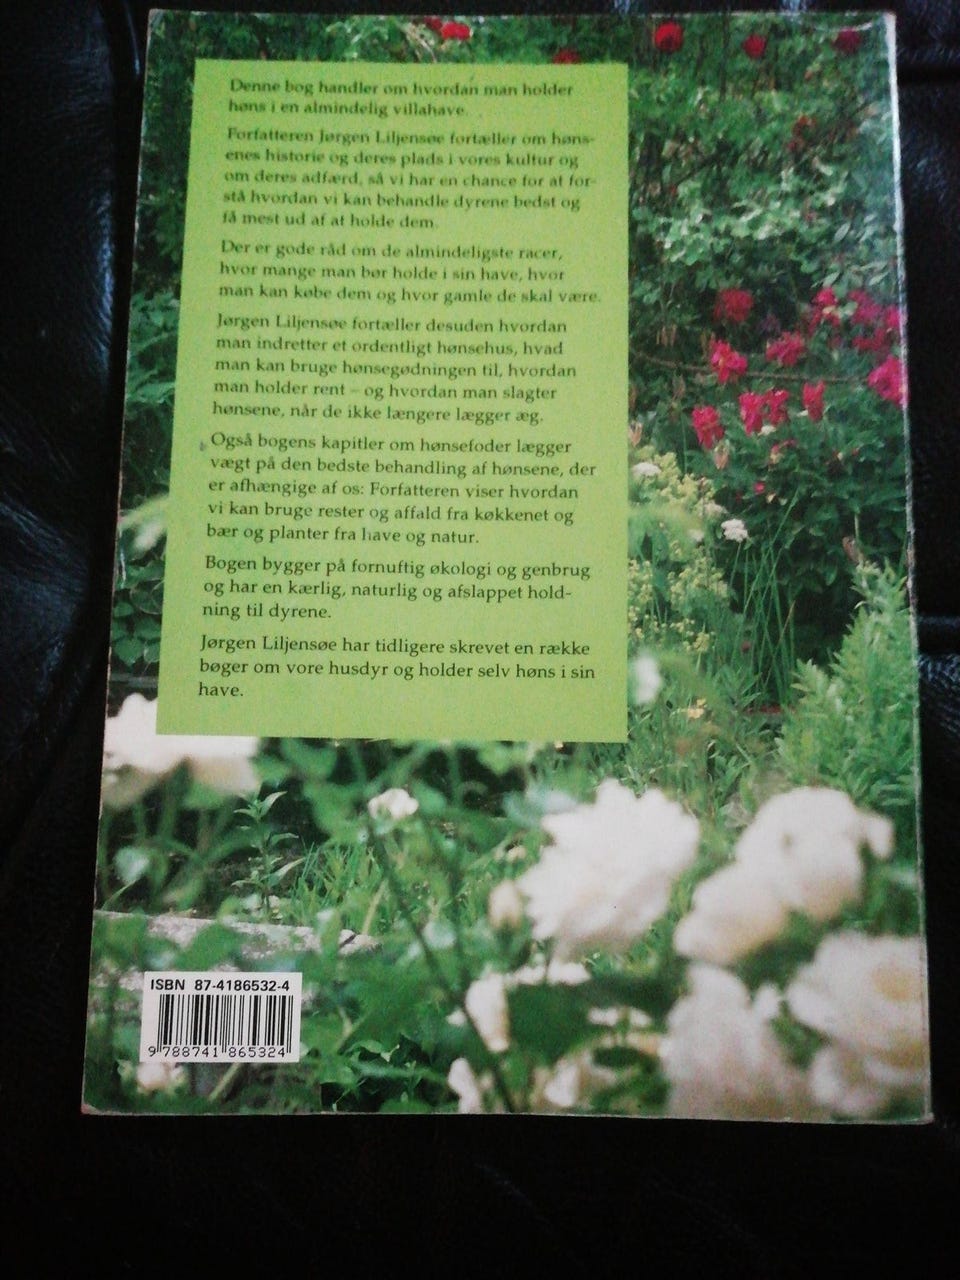 Denne bog handler om hvordan man holder
høns i en almindelig villahave.
Forfatteren Jørgen Liljensøe fortæller om høns-
enes historie og deres plads i vores kultur og
om deres adfærd, så vi har en chance for at for-
stå hvordan vi kan behandle dyrene bedst og
få mest ud af at holde dem.
Der er gode råd om de almindeligste racer,
hvor mange man bør holde i sin have, hvor
man kan købe dem og hvor gamle de skal være.
Jørgen Liljensøe fortæller desuden hvordan
man indretter et ordentligt hønsehus, hvad
man kan bruge hønsegødningen til, hvordan
man holder rent – og hvordan man slagter
hønsene, når de ikke længere lægger æg.
Også bogens kapitler om hønsefoder lægger
vægt på den bedste behandling af hønsene, der
er afhængige af os: Forfatteren viser hvordan
vi kan bruge rester og affald fra køkkenet og
bær og planter fra have og natur.
Bogen bygger på fornuftig økologi og genbrug
og har en kærlig, naturlig og afslappet hold-
ning til dyrene.
Jørgen Liljensøe har tidligere skrevet en række
bøger om vore husdyr og holder selv høns i sin
have.
ISBN 87-4186532-4
9 788741 865324